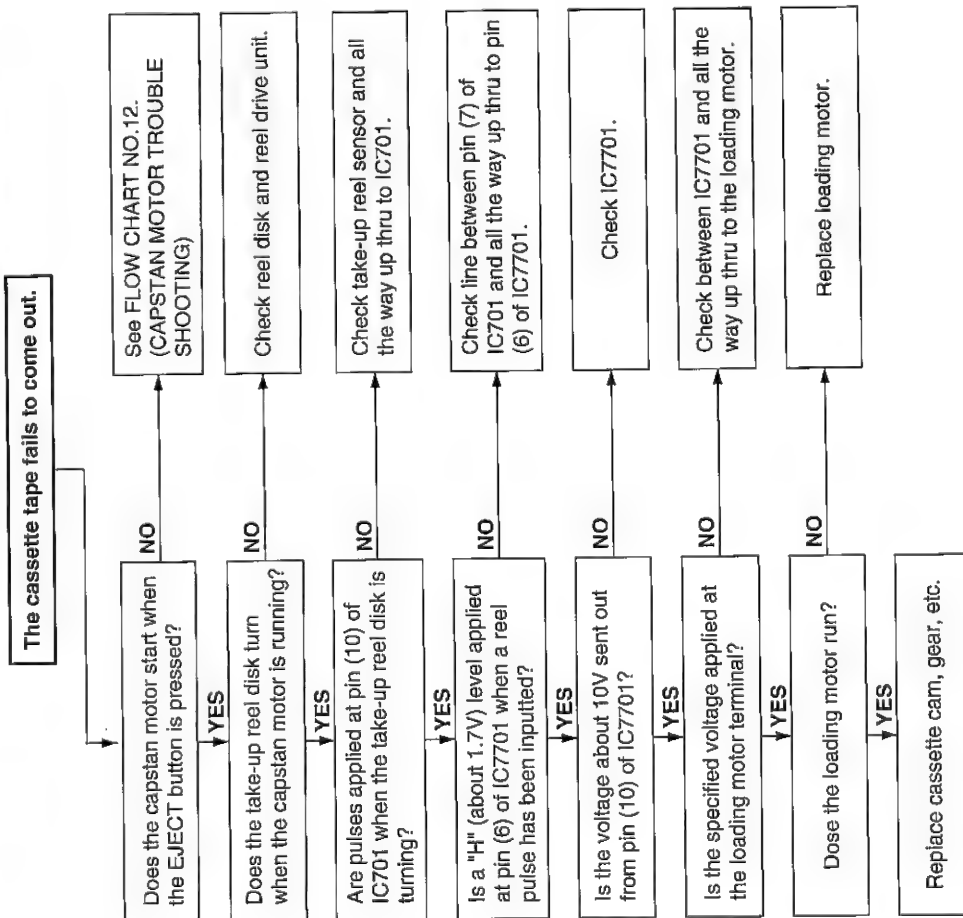 The cassette tape fails to come out.
Does the capstan motor start when
the EJECT button is pressed?
NO
See FLOW CHART NO.12.
(CAPSTAN MOTOR TROUBLE
SHOOTING)
YES
Does the take-up reel disk turn
when the capstan motor is running?
NO
Check reel disk and reel drive unit.
YES
Are pulses applied at pin (10) of
IC701 when the take-up reel disk is
turning?
NO
Check take-up reel sensor and all
the way up thru to IC701.
YES
Is a "H" (about 1.7V) level applied
at pin (6) of IC7701 when a reel
pulse has been inputted?
NO
Check line between pin (7) of
IC701 and all the way up thru to pin
(6) of IC7701.
YES
Is the voltage about 10V sent out
from pin (10) of IC7701?
NO
Check IC7701.
YES
Is the specified voltage applied at
the loading motor terminal?
NO
Check between IC7701 and all the
way up thru to the loading motor.
YES
Dose the loading motor run?
NO
Replace loading motor.
YES
Replace cassette cam, gear, etc.